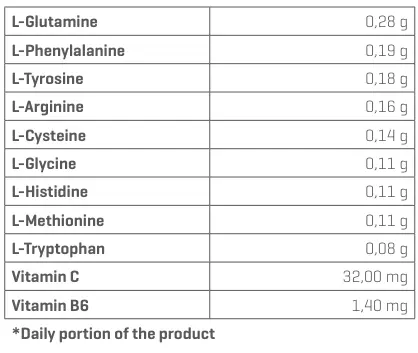 L-Glutamine 0,28 g
L-Phenylalanine 0,19 g
L-Tyrosine 0,18 g
L-Arginine 0,16 g
L-Cysteine 0,14 g
L-Glycine 0,11 g
L-Histidine 0,11 g
L-Methionine 0,11 g
L-Tryptophan 0,08 g
Vitamin C 32,00 mg
Vitamin B6 1,40 mg
*Daily portion of the product